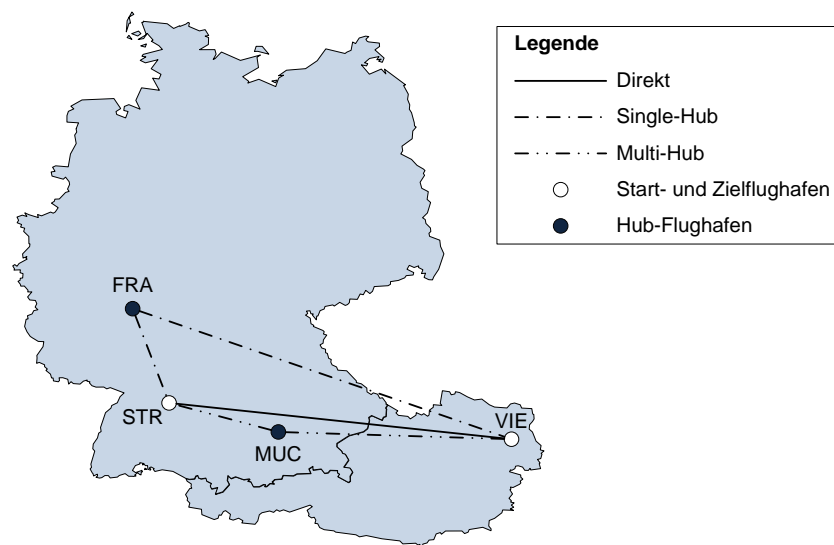 Legende
Direkt
Single-Hub
Multi-Hub
Start- und Zielflughafen
Hub-Flughafen
FRA
STR
MUC
VIE